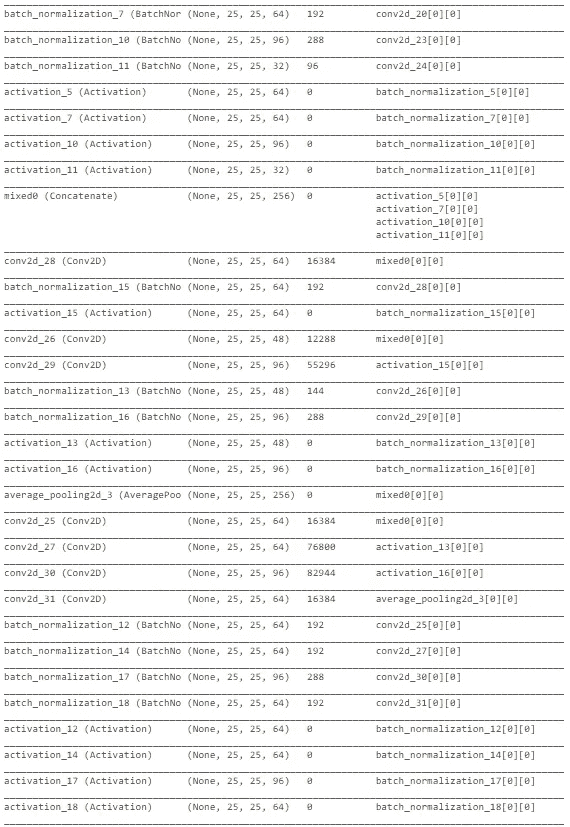 batch_normalization_7 (BatchNor (None, 25, 25, 64) 192 conv2d_20[0][0]
batch_normalization_10 (BatchNo (None, 25, 25, 96) 288 conv2d_23[0][0]
batch_normalization_11 (BatchNo (None, 25, 25, 32) 96 conv2d_24[0][0]
activation_5 (Activation) (None, 25, 25, 64) 0 batch_normalization_5[0][0]
activation_7 (Activation) (None, 25, 25, 64) 0 batch_normalization_7[0][0]
activation_10 (Activation) (None, 25, 25, 96) 0 batch_normalization_10[0][0]
activation_11 (Activation) (None, 25, 25, 32) 0 batch_normalization_11[0][0]
mixed0 (Concatenate) (None, 25, 25, 256) 0 activation_5[0][0]
activation_7[0][0]
activation_10[0][0]
activation_11[0][0]
conv2d_28 (Conv2D) (None, 25, 25, 64) 16384 mixed0[0][0]
batch_normalization_15 (BatchNo (None, 25, 25, 64) 192 conv2d_28[0][0]
activation_15 (Activation) (None, 25, 25, 64) 0 batch_normalization_15[0][0]
conv2d_26 (Conv2D) (None, 25, 25, 48) 12288 mixed0[0][0]
conv2d_29 (Conv2D) (None, 25, 25, 96) 55296 activation_15[0][0]
batch_normalization_13 (BatchNo (None, 25, 25, 48) 144 conv2d_26[0][0]
batch_normalization_16 (BatchNo (None, 25, 25, 96) 288 conv2d_29[0][0]
activation_13 (Activation) (None, 25, 25, 48) 0 batch_normalization_13[0][0]
activation_16 (Activation) (None, 25, 25, 96) 0 batch_normalization_16[0][0]
average_pooling2d_3 (AveragePoo (None, 25, 25, 256) 0 mixed0[0][0]
conv2d_25 (Conv2D) (None, 25, 25, 64) 16384 mixed0[0][0]
conv2d_27 (Conv2D) (None, 25, 25, 64) 76800 activation_13[0][0]
conv2d_30 (Conv2D) (None, 25, 25, 96) 82944 activation_16[0][0]
conv2d_31 (Conv2D) (None, 25, 25, 64) 16384 average_pooling2d_3[0][0]
batch_normalization_12 (BatchNo (None, 25, 25, 64) 192 conv2d_25[0][0]
batch_normalization_14 (BatchNo (None, 25, 25, 64) 192 conv2d_27[0][0]
batch_normalization_17 (BatchNo (None, 25, 25, 96) 288 conv2d_30[0][0]
batch_normalization_18 (BatchNo (None, 25, 25, 64) 192 conv2d_31[0][0]
activation_12 (Activation) (None, 25, 25, 64) 0 batch_normalization_12[0][0]
activation_14 (Activation) (None, 25, 25, 64) 0 batch_normalization_14[0][0]
activation_17 (Activation) (None, 25, 25, 96) 0 batch_normalization_17[0][0]
activation_18 (Activation) (None, 25, 25, 64) 0 batch_normalization_18[0][0]